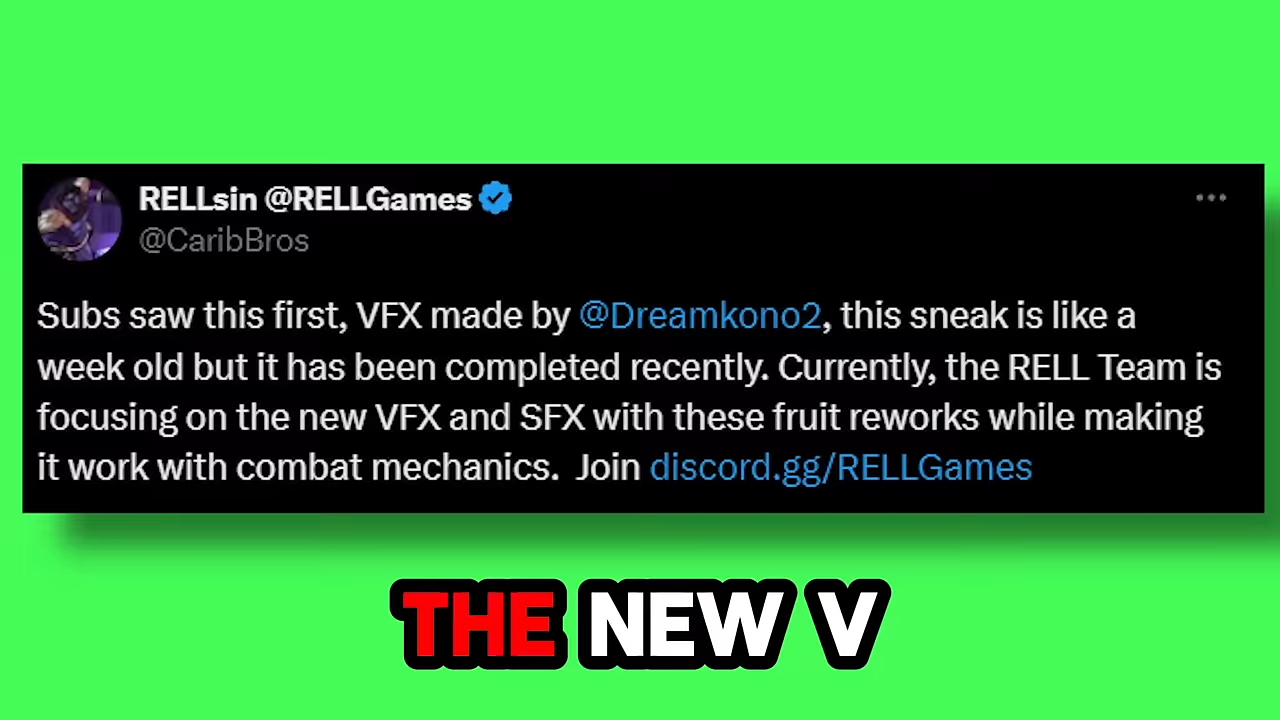 RELLsin @RELLGames
@CaribBros
Subs saw this first, VFX made by @Dreamkono2, this sneak is like a
week old but it has been completed recently. Currently, the RELL Team is
focusing on the new VFX and SFX with these fruit reworks while making
it work with combat mechanics.  Join discord.gg/RELLGames
THE NEW V